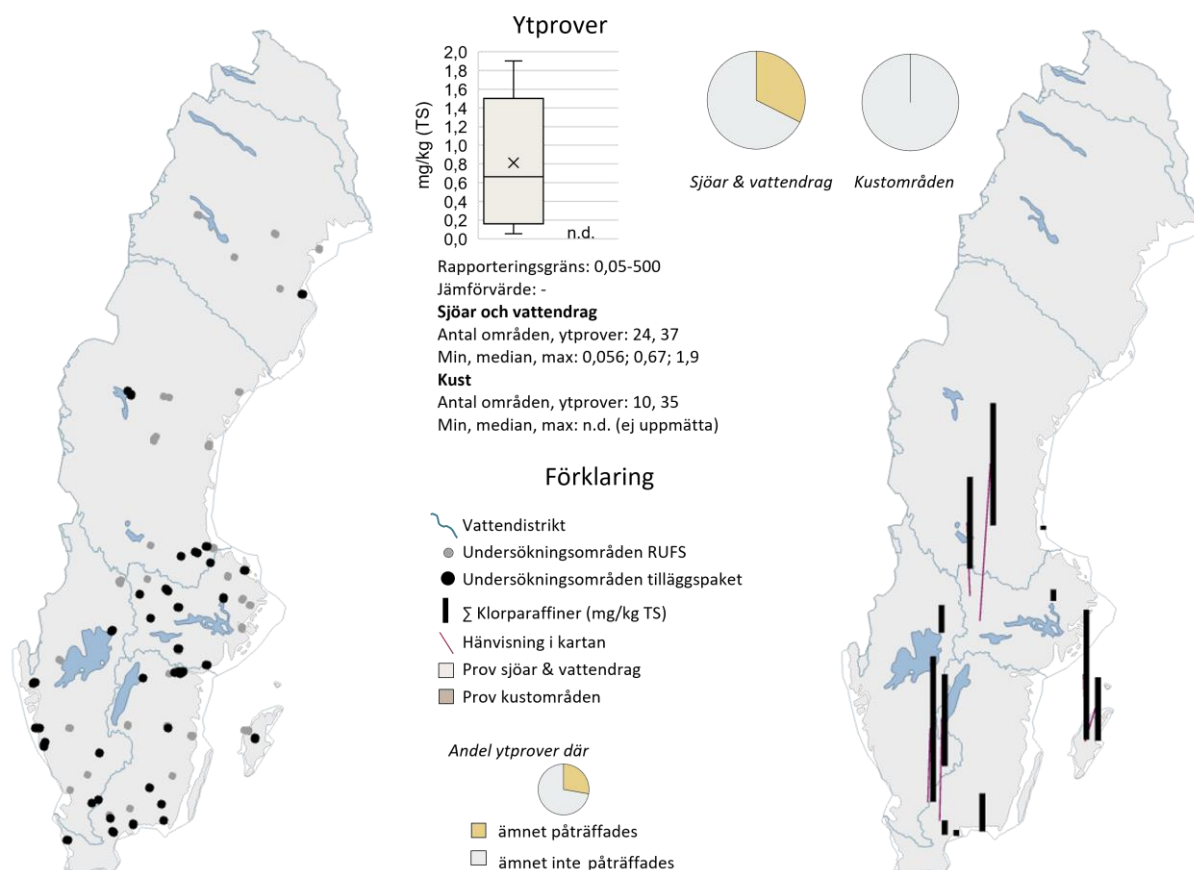 Ytprover
mg/kg (TS)
2,0
1,8
1,6
1,4
1,2
1,0
0,8
0,6
0,4
0,2
0,0
n.d.
Sjöar & vattendrag
Kustområden
Rapporteringsgräns: 0,05-500
Jämförvärde: -
Sjöar och vattendrag
Antal områden, ytprover: 24, 37
Min, median, max: 0,056; 0,67; 1,9
Kust
Antal områden, ytprover: 10, 35
Min, median, max: n.d. (ej uppmätta)
Förklaring
Vattendistrikt
Undersökningsområden RUFS
Undersökningsområden tilläggspaket
∑ Klorparaffiner (mg/kg TS)
Hänvisning i kartan
Prov sjöar & vattendrag
Prov kustområden
Andel ytprover där
ämnet påträffades
ämnet inte påträffades